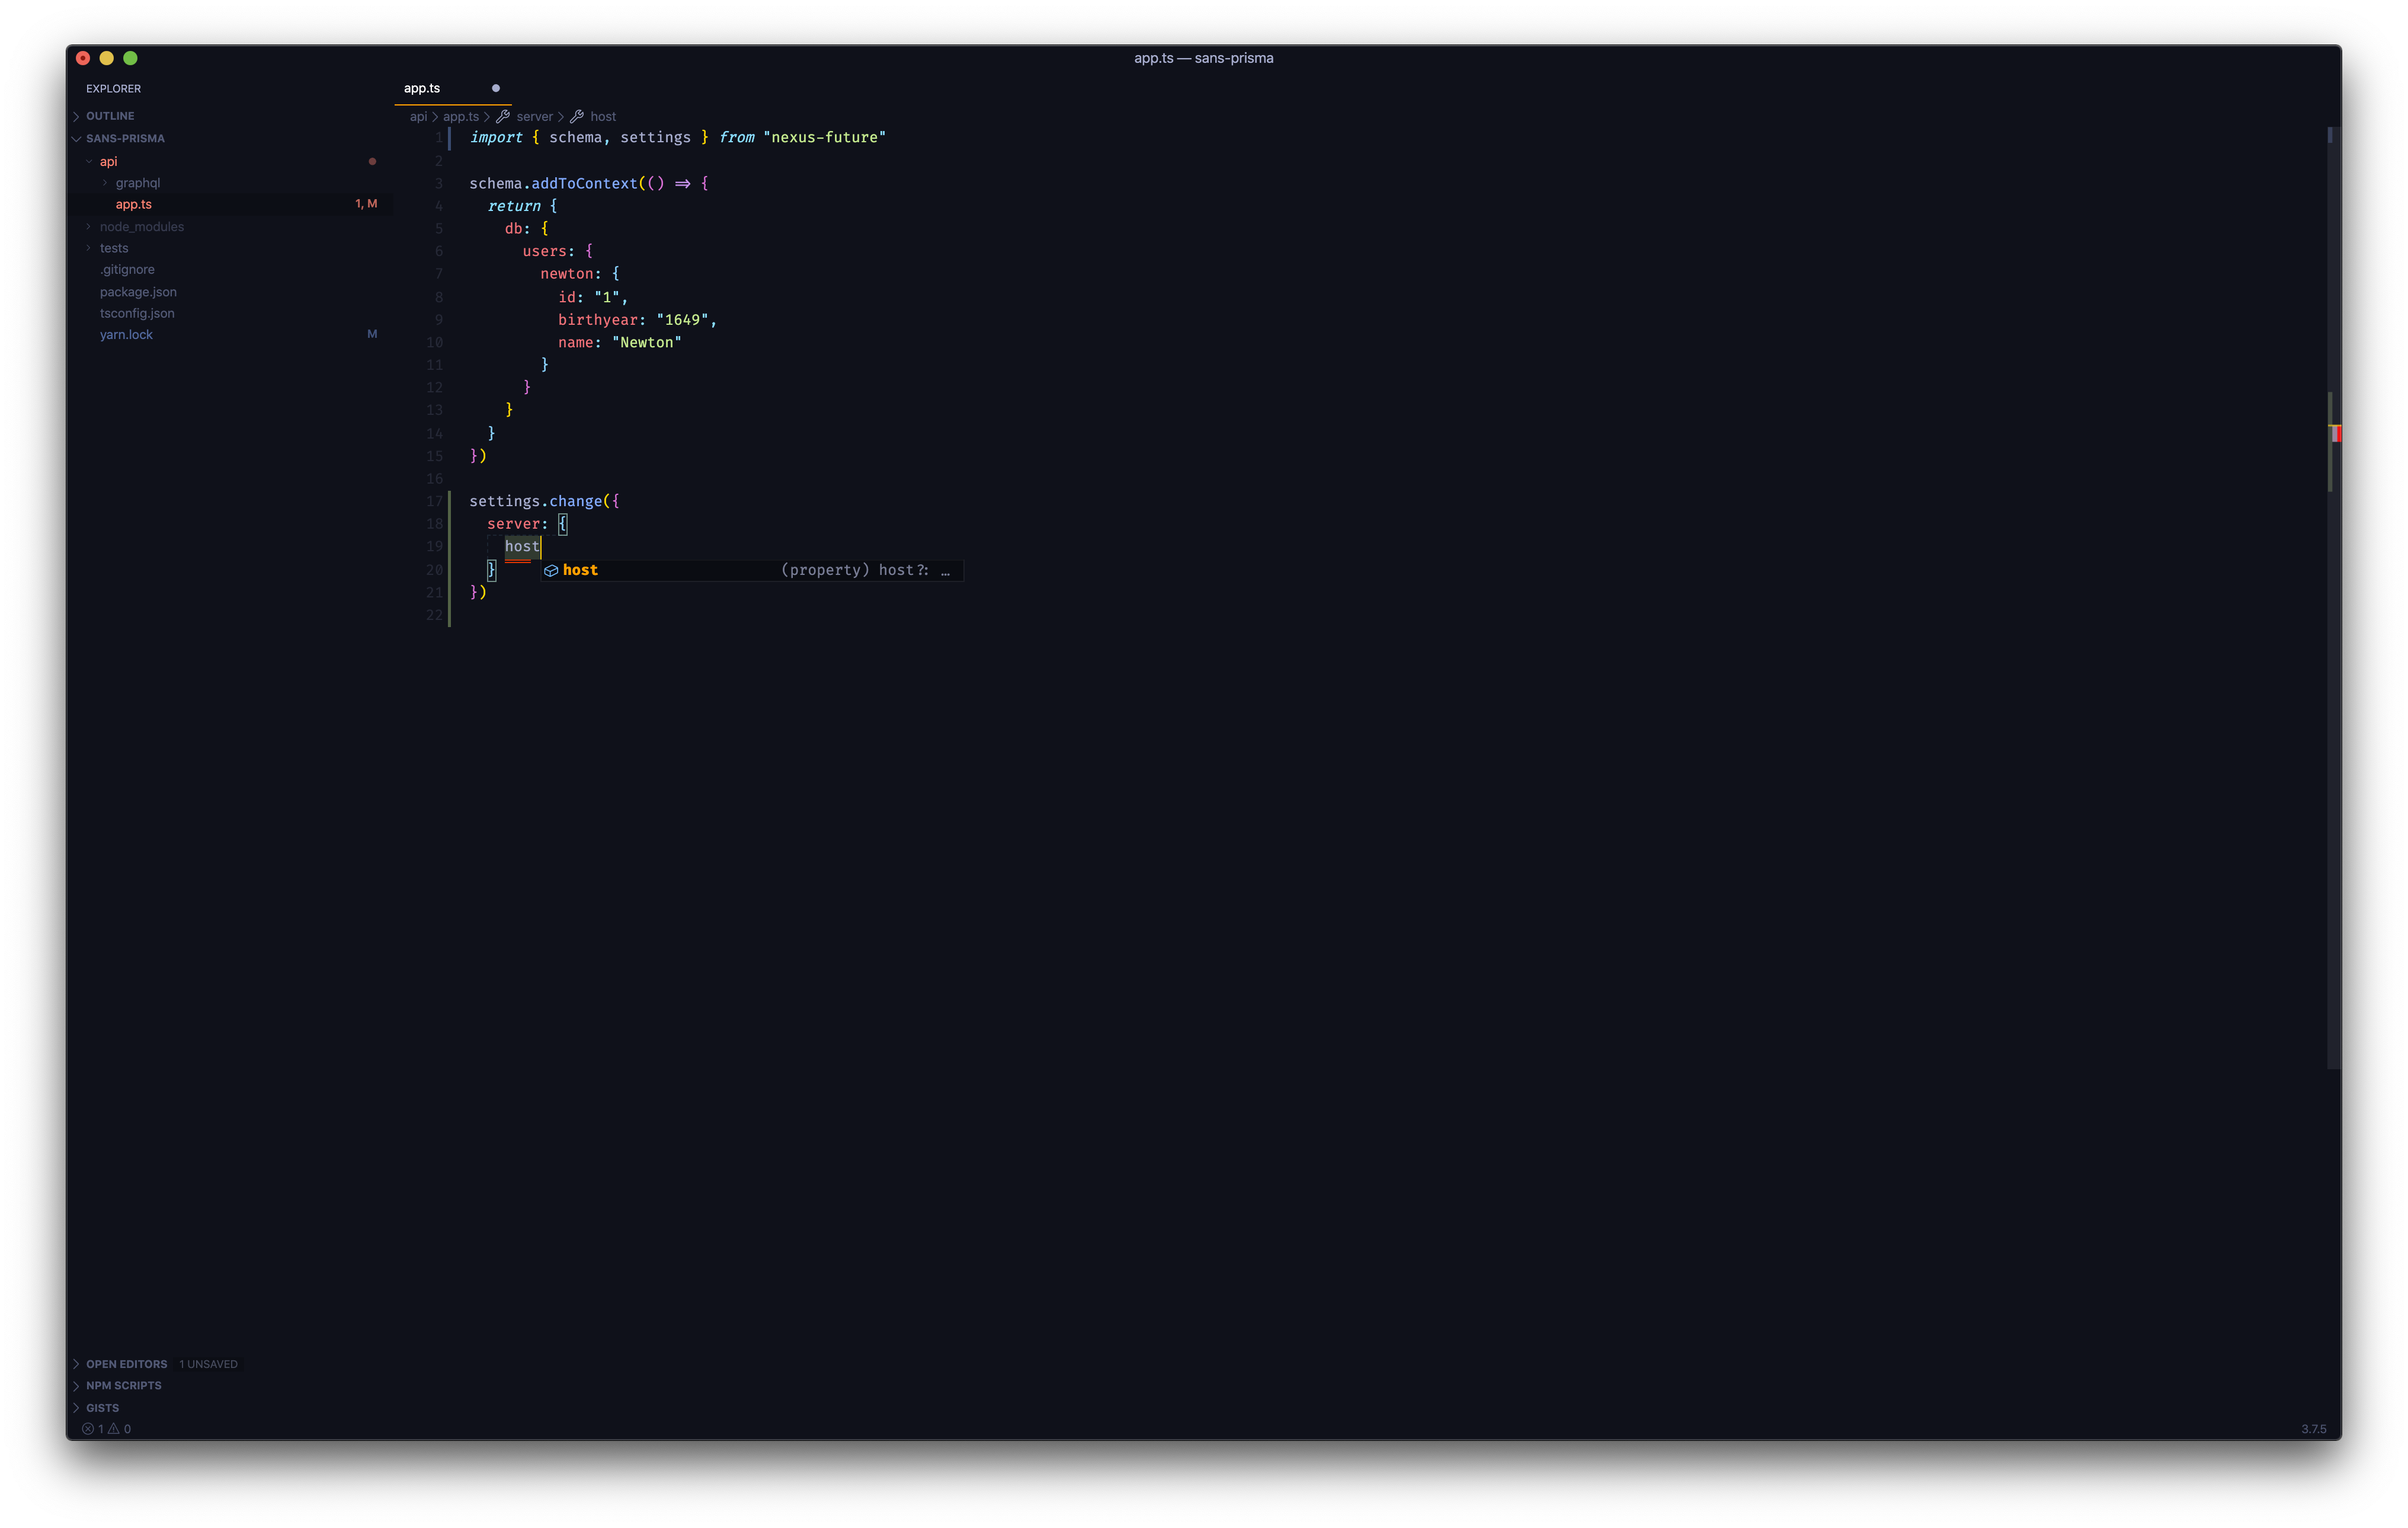 app.ts — sans-prisma
EXPLORER
OUTLINE
SANS-PRISMA
api
graphql
app.ts 1, M
node_modules
tests
.gitignore
package.json
tsconfig.json
yarn.lock M
OPEN EDITORS 1 UNSAVED
NPM SCRIPTS
GISTS
1 0
app.ts
api > app.ts > server > host
1 import { schema, settings } from "nexus-future"
2
3 schema.addToContext(() => {
4 return {
5 db: {
6 users: {
7 newton: {
8 id: "1",
9 birthyear: "1649",
10 name: "Newton"
11 }
12 }
13 }
14 }
15 })
16
17 settings.change({
18 server: {
19 host
20 }
host (property) host?: …
21 })
22
3.7.5